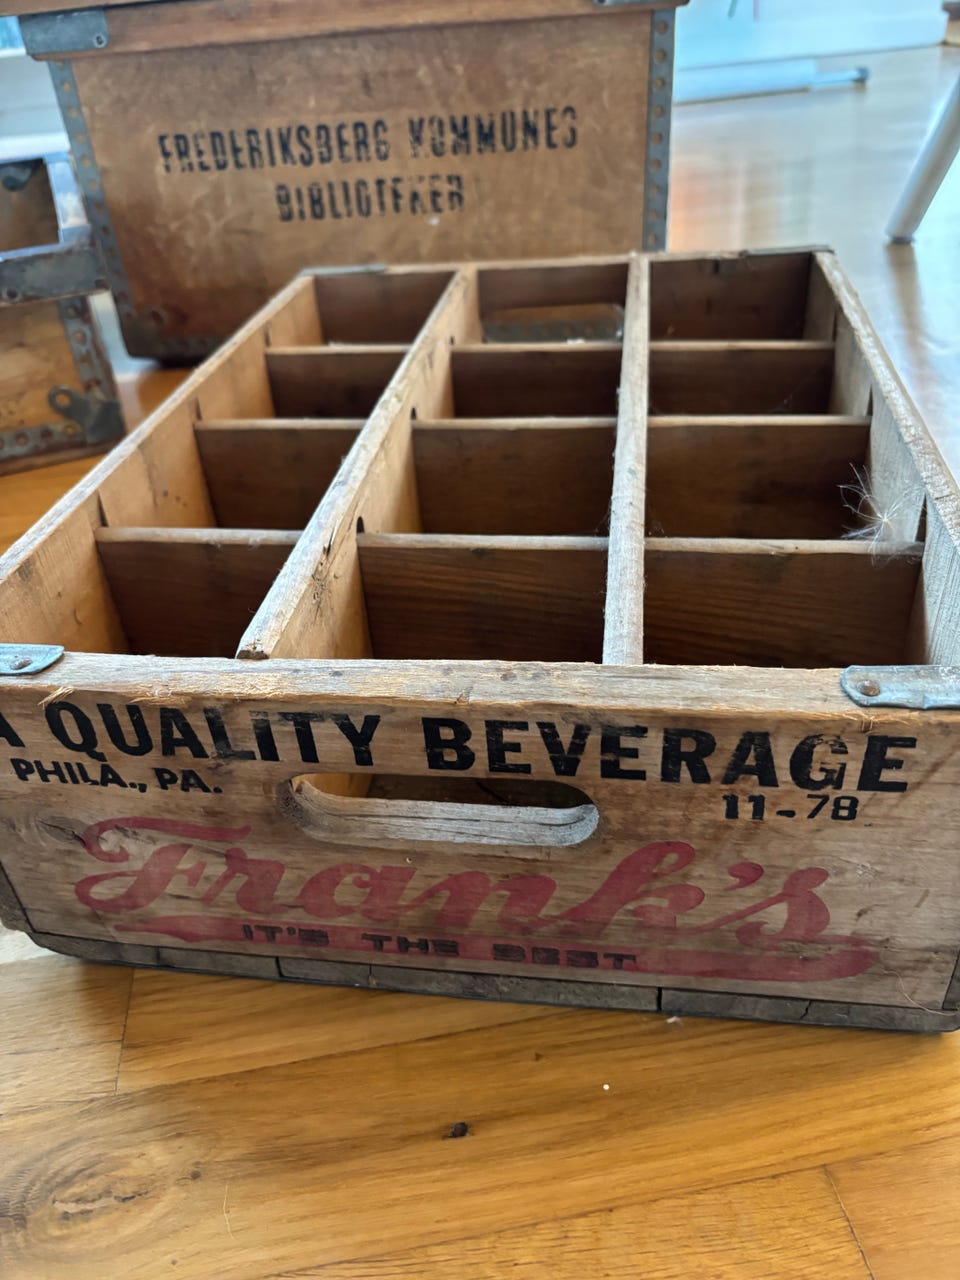 FREDERIKSBERG KOMMUNES
BIBLIOTEKER
A QUALITY BEVERAGE
PHILA., PA.
11-78
Frank's
IT'S THE BEST